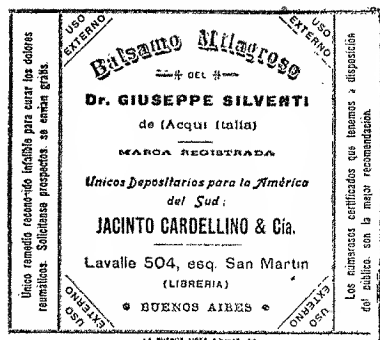 USO EXTERNO
USO EXTERNO
Bálsamo Milagroso
DEL
Dr. GIUSEPPE SILVENTI
de (Acqui Italia)
MARCA REGISTRADA
Unicos Depositarios para la América
del Sud:
JACINTO CARDELLINO & Cía.
Lavalle 504, esq. San Martin
(LIBRERIA)
BUENOS AIRES
USO EXTERNO
USO EXTERNO
Unico remedio reconocido infalible para curar los dolores
reumáticos. Solicítense prospectos, se envían gratis.
Los númerosos certificados que tenemos a disposición
del público, son la mejor recomendación.